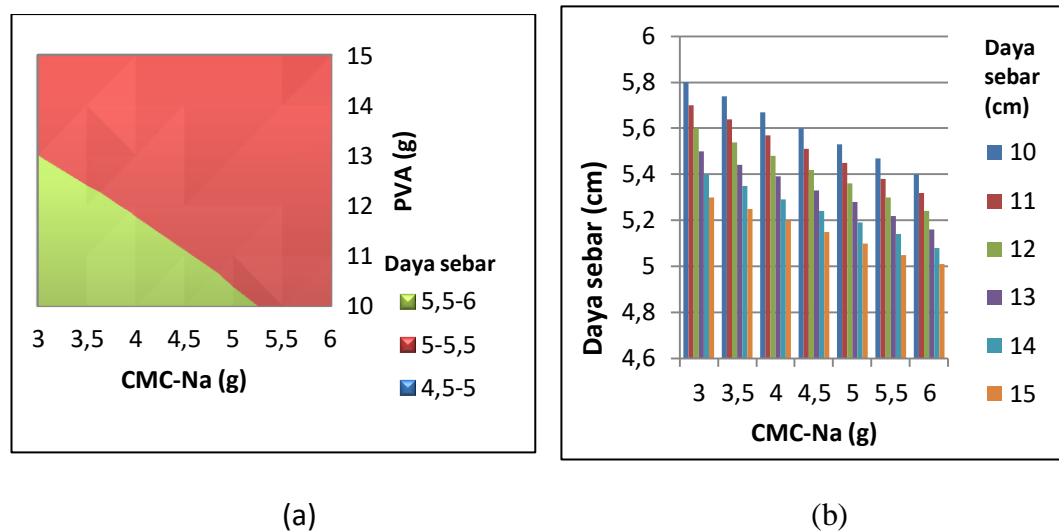 15
14
13
12
11
10
PVA (g)
3 3,5 4 4,5 5 5,5 6
CMC-Na (g)
Daya sebar
5,5-6
5-5,5
4,5-5
(a)
6
5,8
5,6
5,4
5,2
5
4,8
4,6
Daya sebar (cm)
3 3,5 4 4,5 5 5,5 6
CMC-Na (g)
Daya
sebar
(cm)
10
11
12
13
14
15
(b)